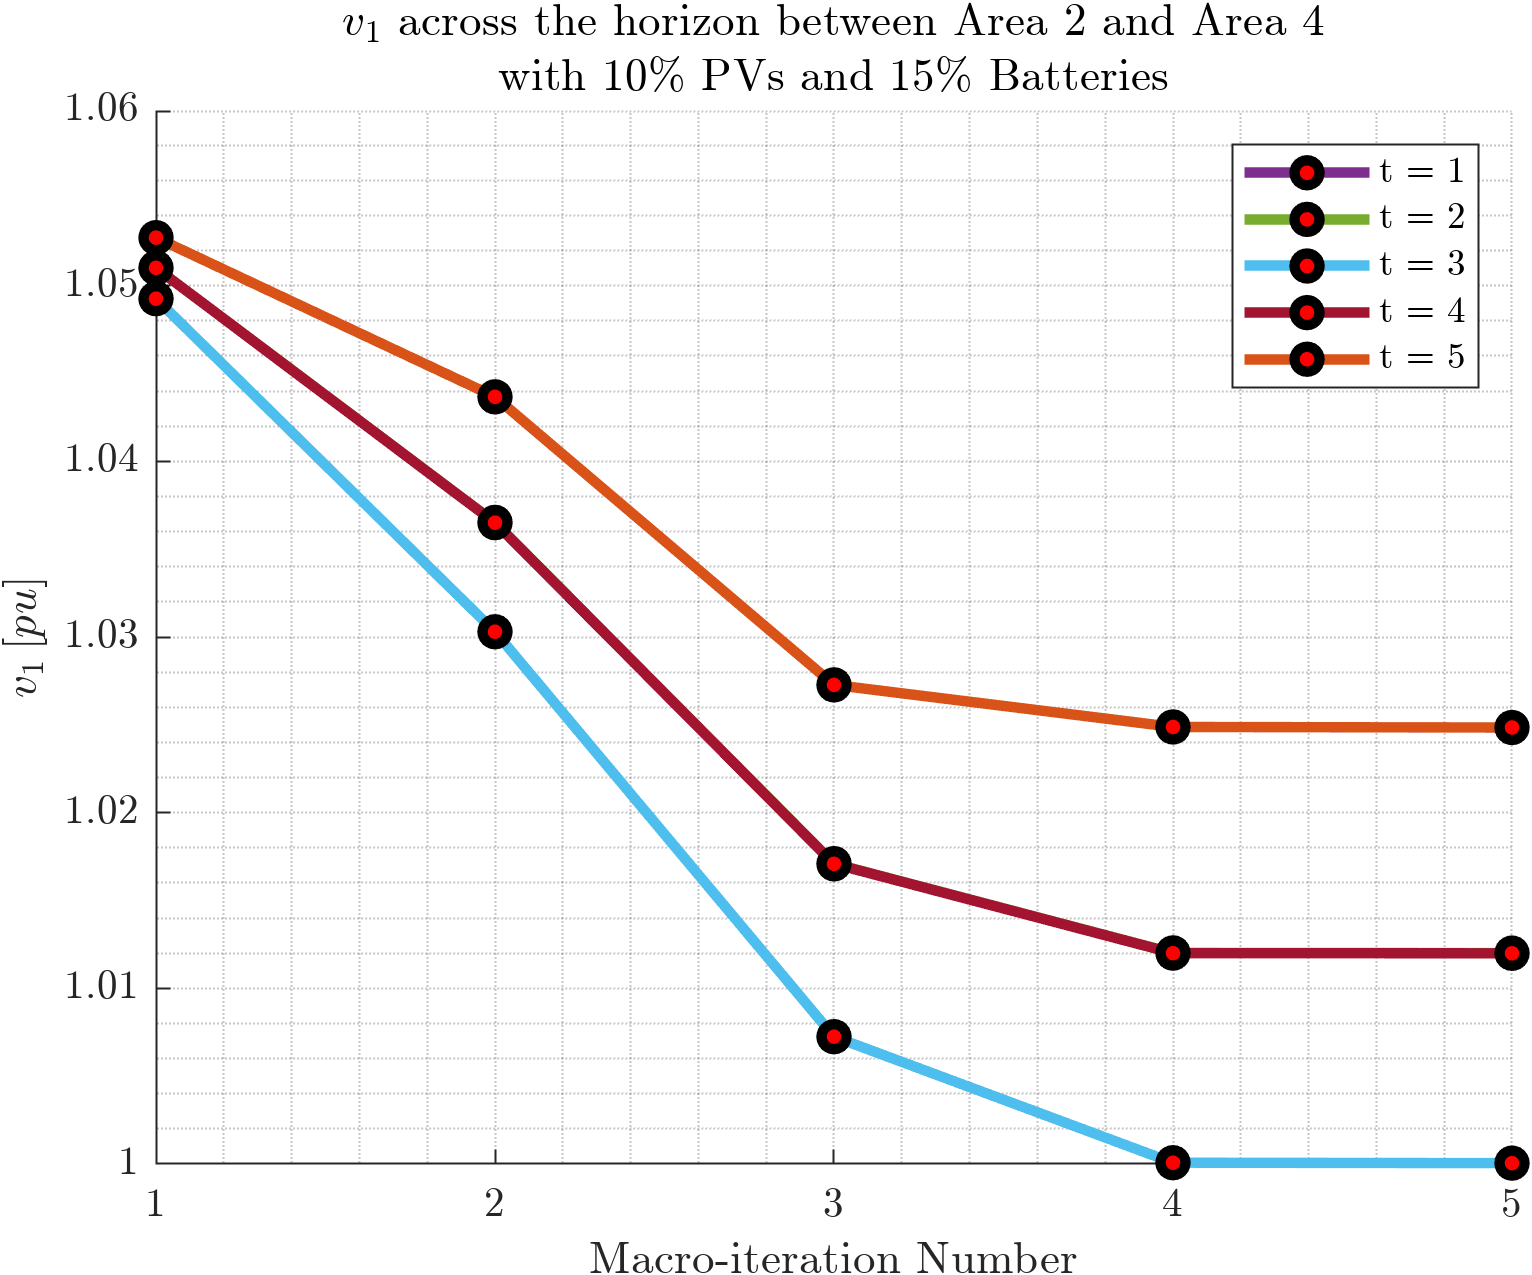 v₁ across the horizon between Area 2 and Area 4
with 10% PVs and 15% Batteries
1.06
1.05
1.04
1.03
1.02
1.01
1
v₁ [pu]
t = 1
t = 2
t = 3
t = 4
t = 5
1 2 3 4 5
Macro-iteration Number